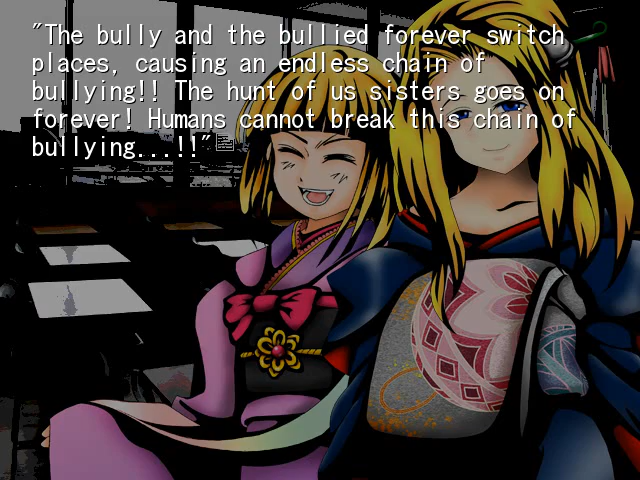 "The bully and the bullied forever switch
places, causing an endless chain of
bullying!! The hunt of us sisters goes on
forever! Humans cannot break this chain of
bullying...!!"